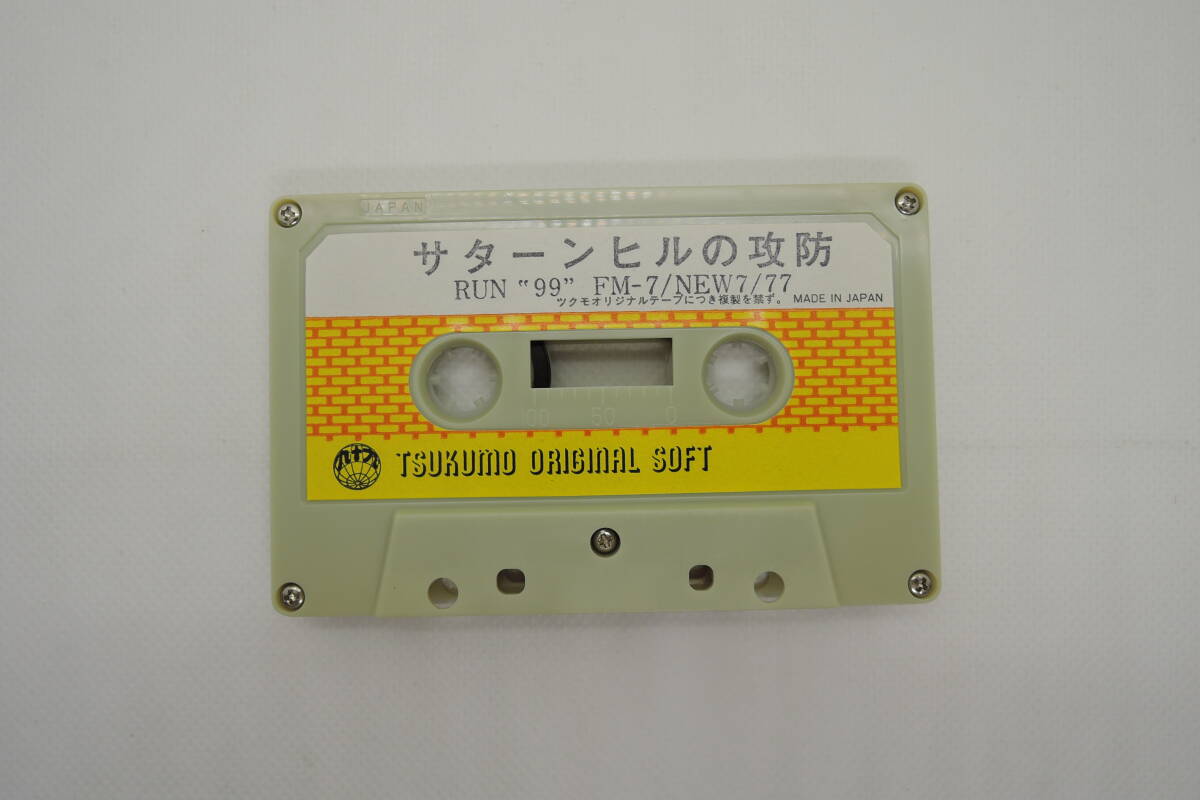 JAPAN
サターンヒルの攻防
RUN “99” FM-7/NEW7/77
ツクモオリジナルテープにつき複製を禁ず。 MADE IN JAPAN
100 50 0
TSUKUMO ORIGINAL SOFT